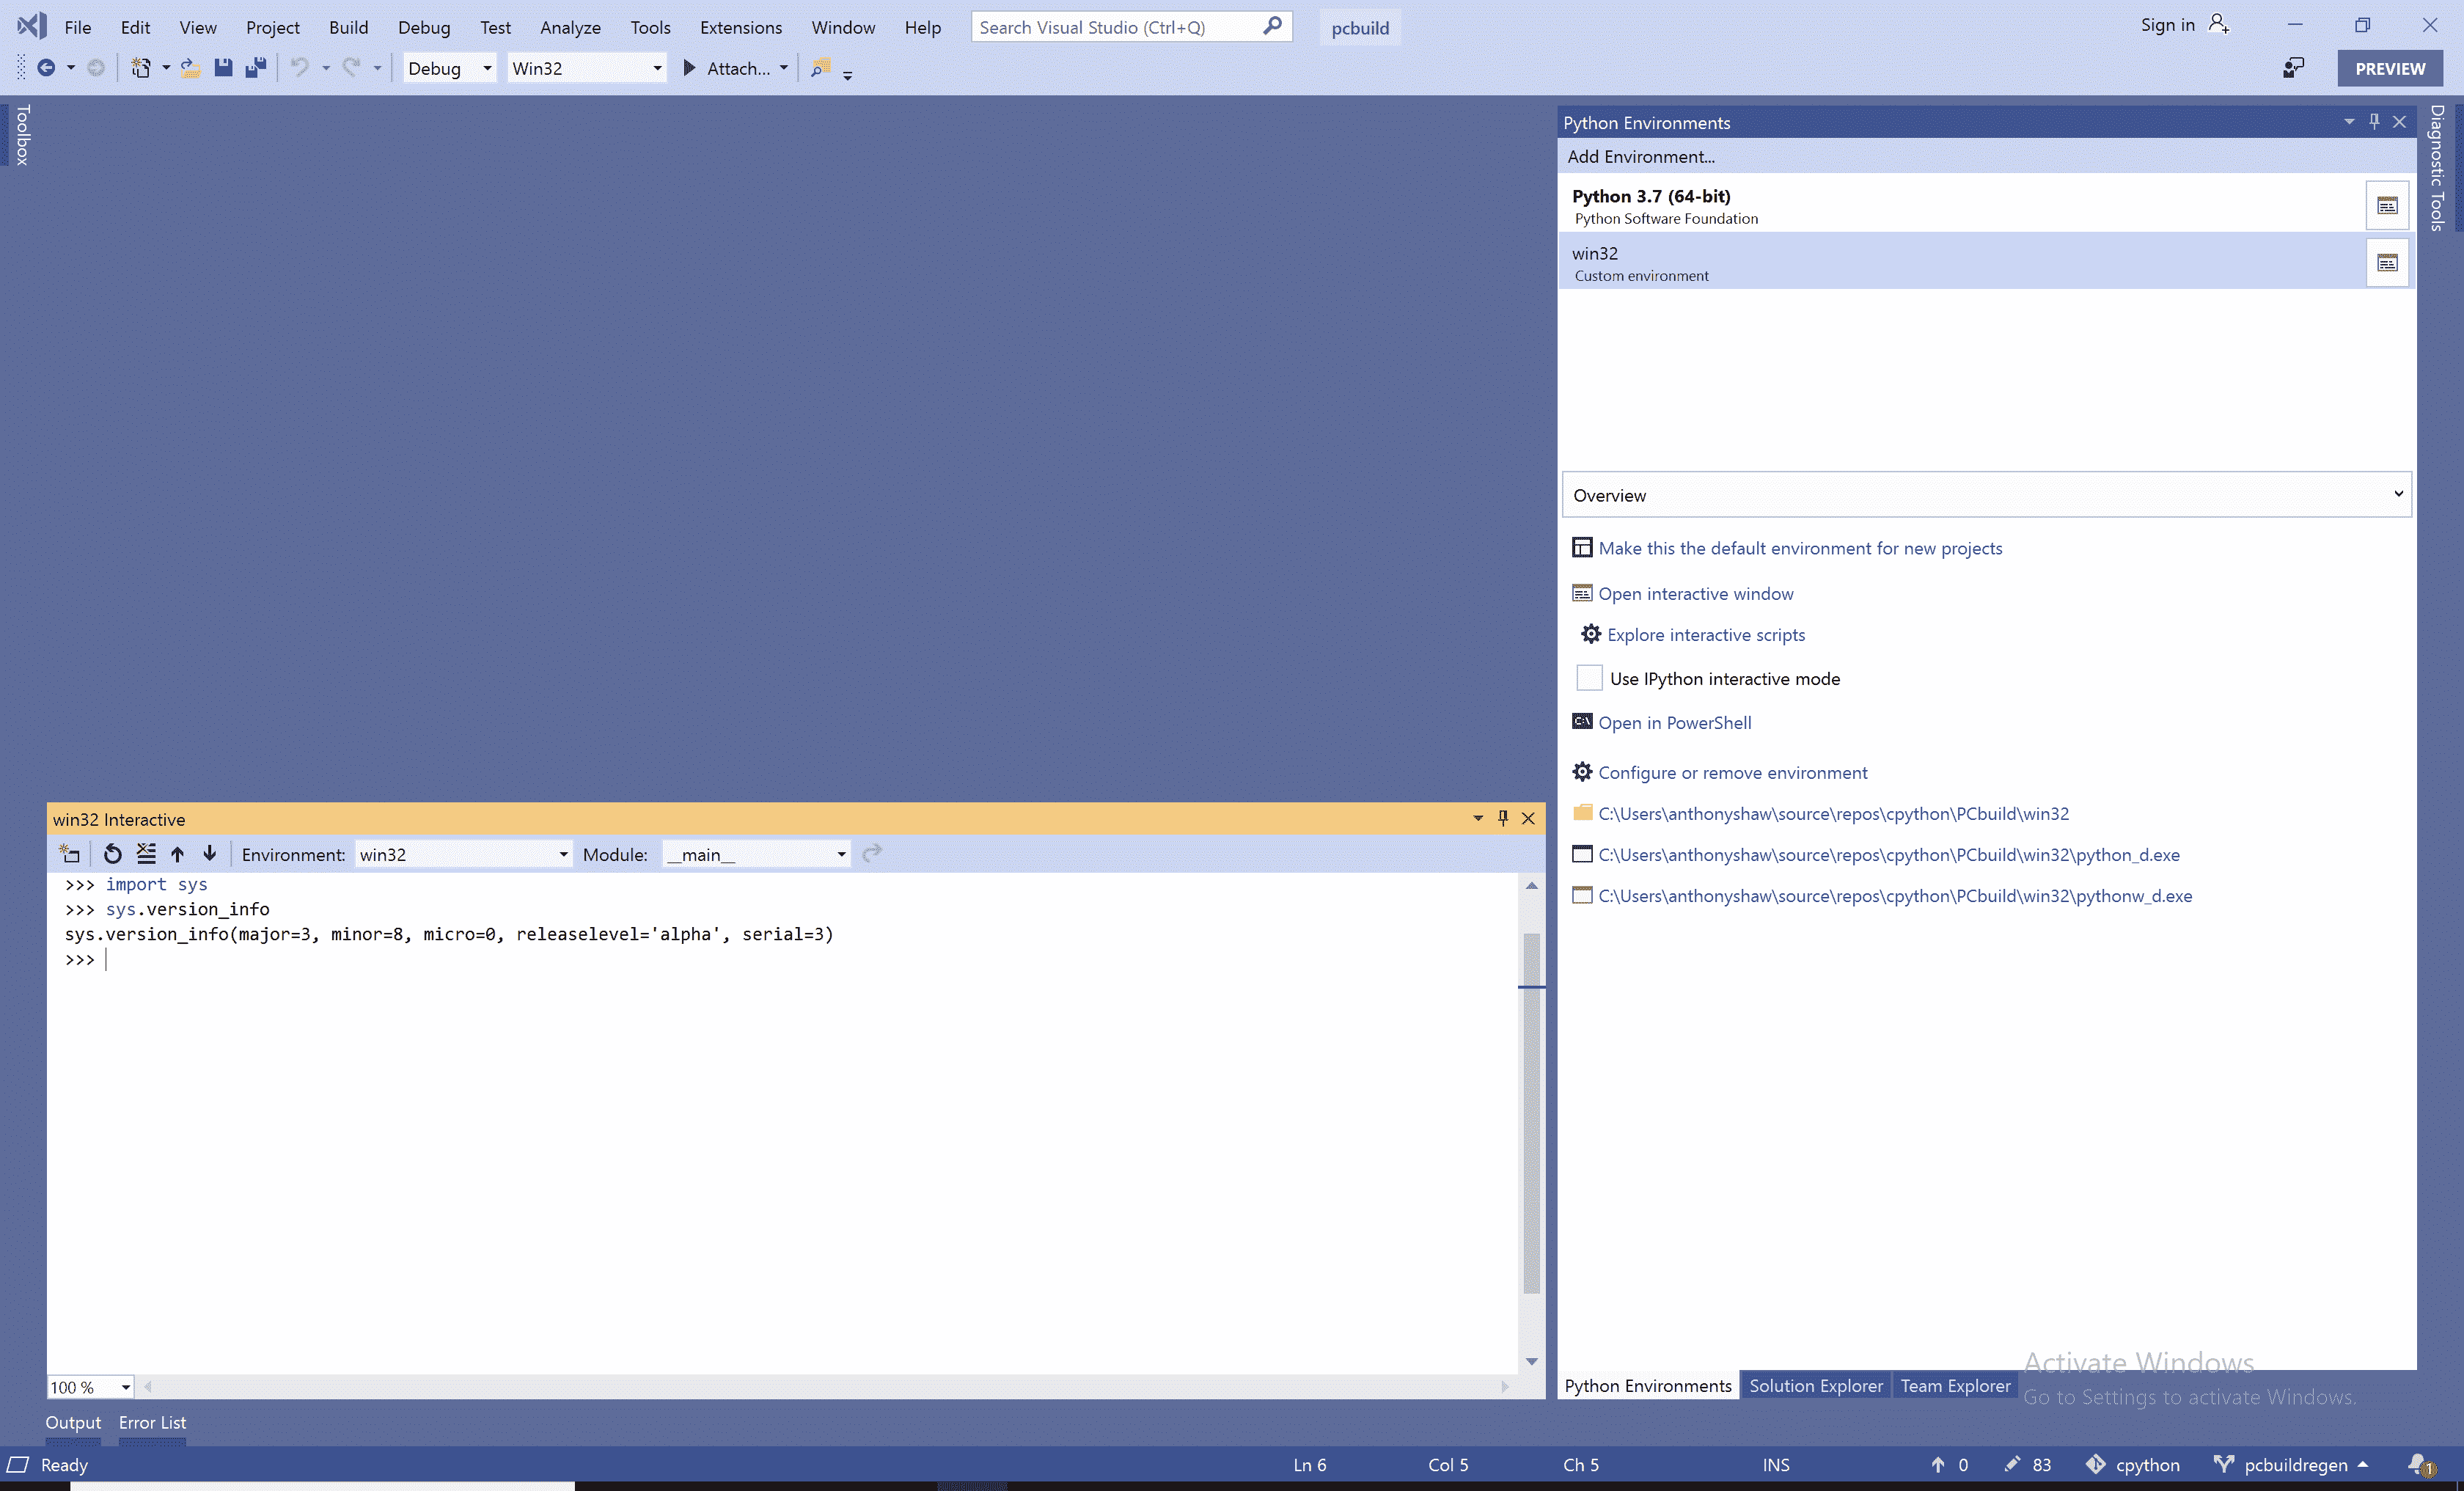 File Edit View Project Build Debug Test Analyze Tools Extensions Window Help Search Visual Studio (Ctrl+Q) pcbuild Sign in
Debug Win32 Attach... PREVIEW
Toolbox
Python Environments
Add Environment...
Python 3.7 (64-bit)
Python Software Foundation
win32
Custom environment
Overview
Make this the default environment for new projects
Open interactive window
Explore interactive scripts
Use IPython interactive mode
C:\ Open in PowerShell
Configure or remove environment
C:\Users\anthonyshaw\source\repos\cpython\PCbuild\win32
C:\Users\anthonyshaw\source\repos\cpython\PCbuild\win32\python_d.exe
C:\Users\anthonyshaw\source\repos\cpython\PCbuild\win32\pythonw_d.exe
Diagnostic Tools
win32 Interactive
Environment: win32 Module: __main__
>>> import sys
>>> sys.version_info
sys.version_info(major=3, minor=8, micro=0, releaselevel='alpha', serial=3)
>>>
100 %
Python Environments Solution Explorer Team Explorer
Activate Windows
Go to Settings to activate Windows.
Output Error List
Ready Ln 6 Col 5 Ch 5 INS 0 83 cpython pcbuildregen 1